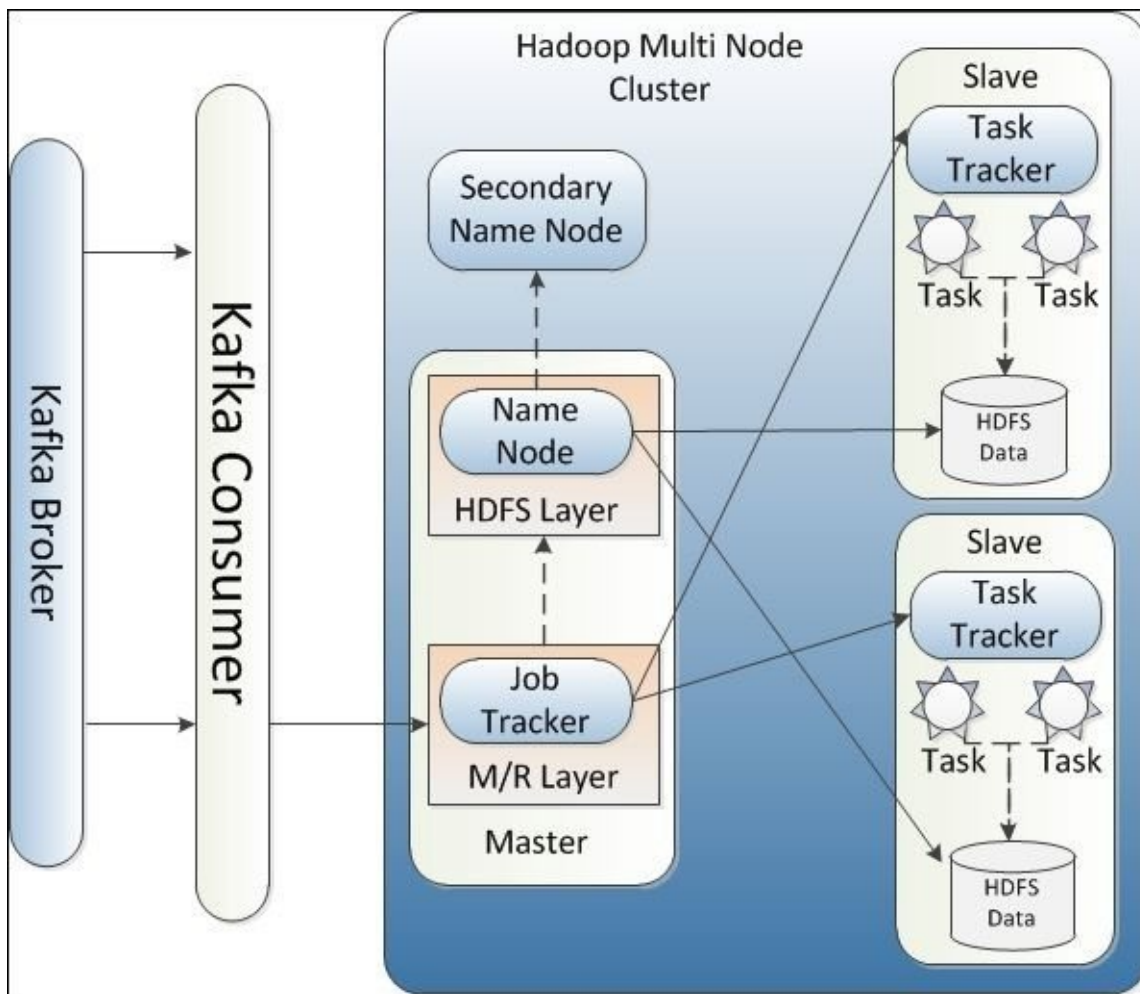 Kafka Broker
Kafka Consumer
Hadoop Multi Node
Cluster
Secondary
Name Node
Name
Node
HDFS Layer
Job
Tracker
M/R Layer
Master
Slave
Task
Tracker
Task Task
HDFS
Data
Slave
Task
Tracker
Task Task
HDFS
Data